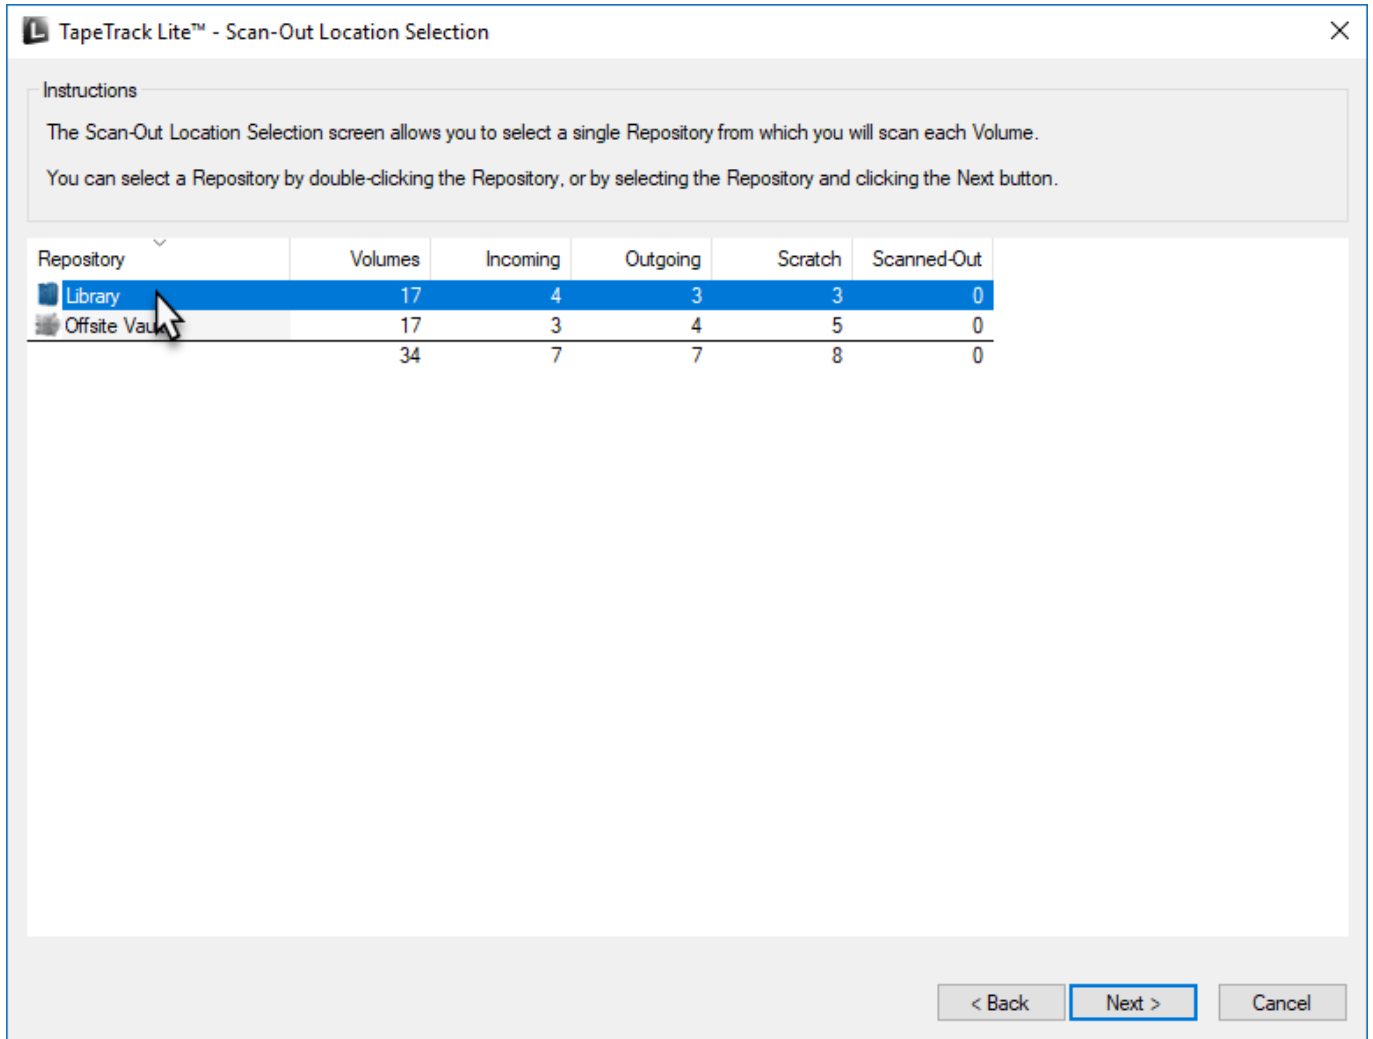 TapeTrack Lite™ - Scan-Out Location Selection
Instructions
The Scan-Out Location Selection screen allows you to select a single Repository from which you will scan each Volume.
You can select a Repository by double-clicking the Repository, or by selecting the Repository and clicking the Next button.
Repository Volumes Incoming Outgoing Scratch Scanned-Out
Library 17 4 3 3 0
Offsite 17 3 4 5 0
34 7 7 8 0
< Back Next > Cancel